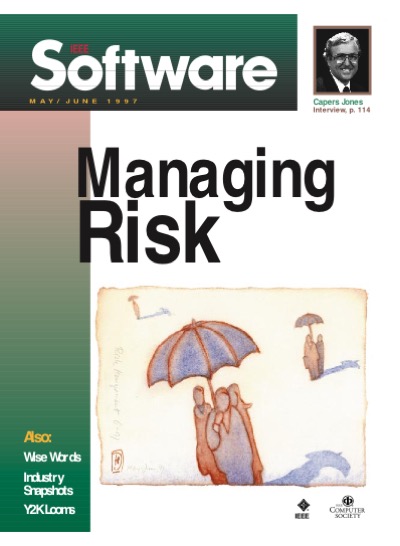 IEEE
Software
MAY/JUNE 1997
Capers Jones
Interview, p. 114
Managing
Risk
Also:
Wise Words
Industry
Snapshots
Y2K Looms
IEEE
COMPUTER
SOCIETY